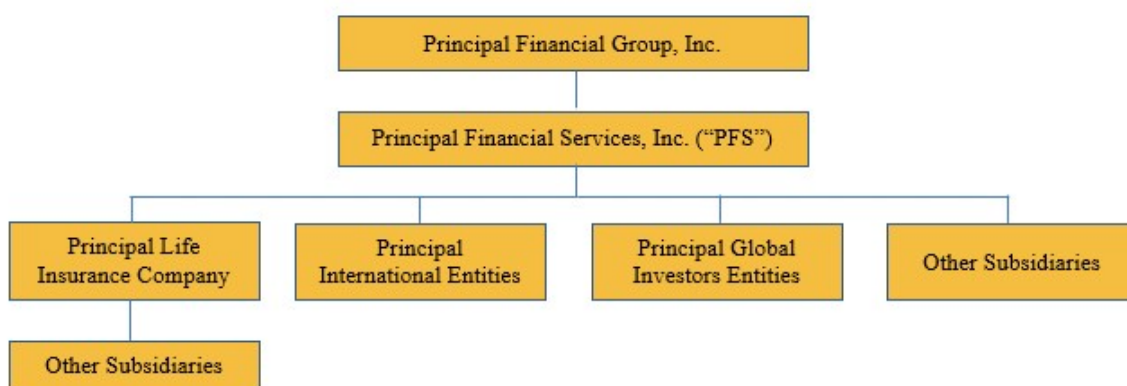 Principal Financial Group, Inc.
Principal Financial Services, Inc. (“PFS”)
Principal Life
Insurance Company
Principal
International Entities
Principal Global
Investors Entities
Other Subsidiaries
Other Subsidiaries